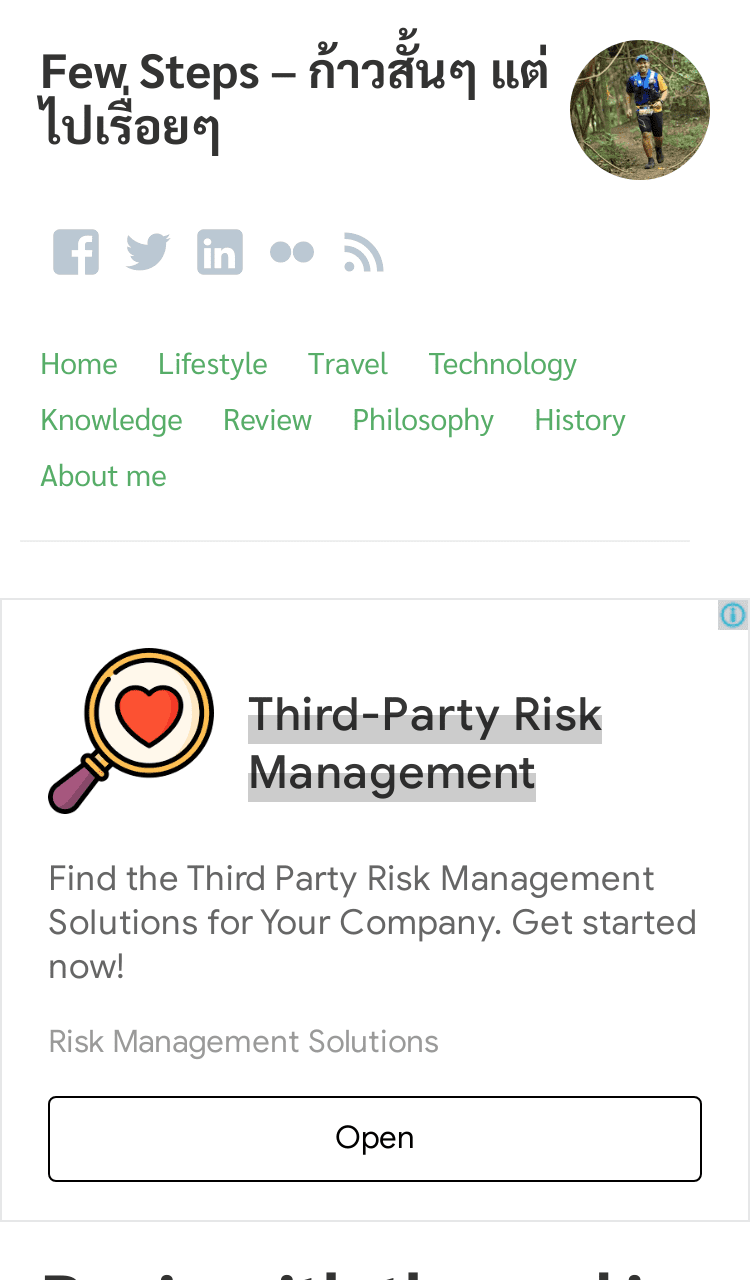 Few Steps – ก้าวสั้นๆ แต่
ไปเรื่อยๆ
Home Lifestyle Travel Technology
Knowledge Review Philosophy History
About me
Third-Party Risk
Management
Find the Third Party Risk Management
Solutions for Your Company. Get started
now!
Risk Management Solutions
Open